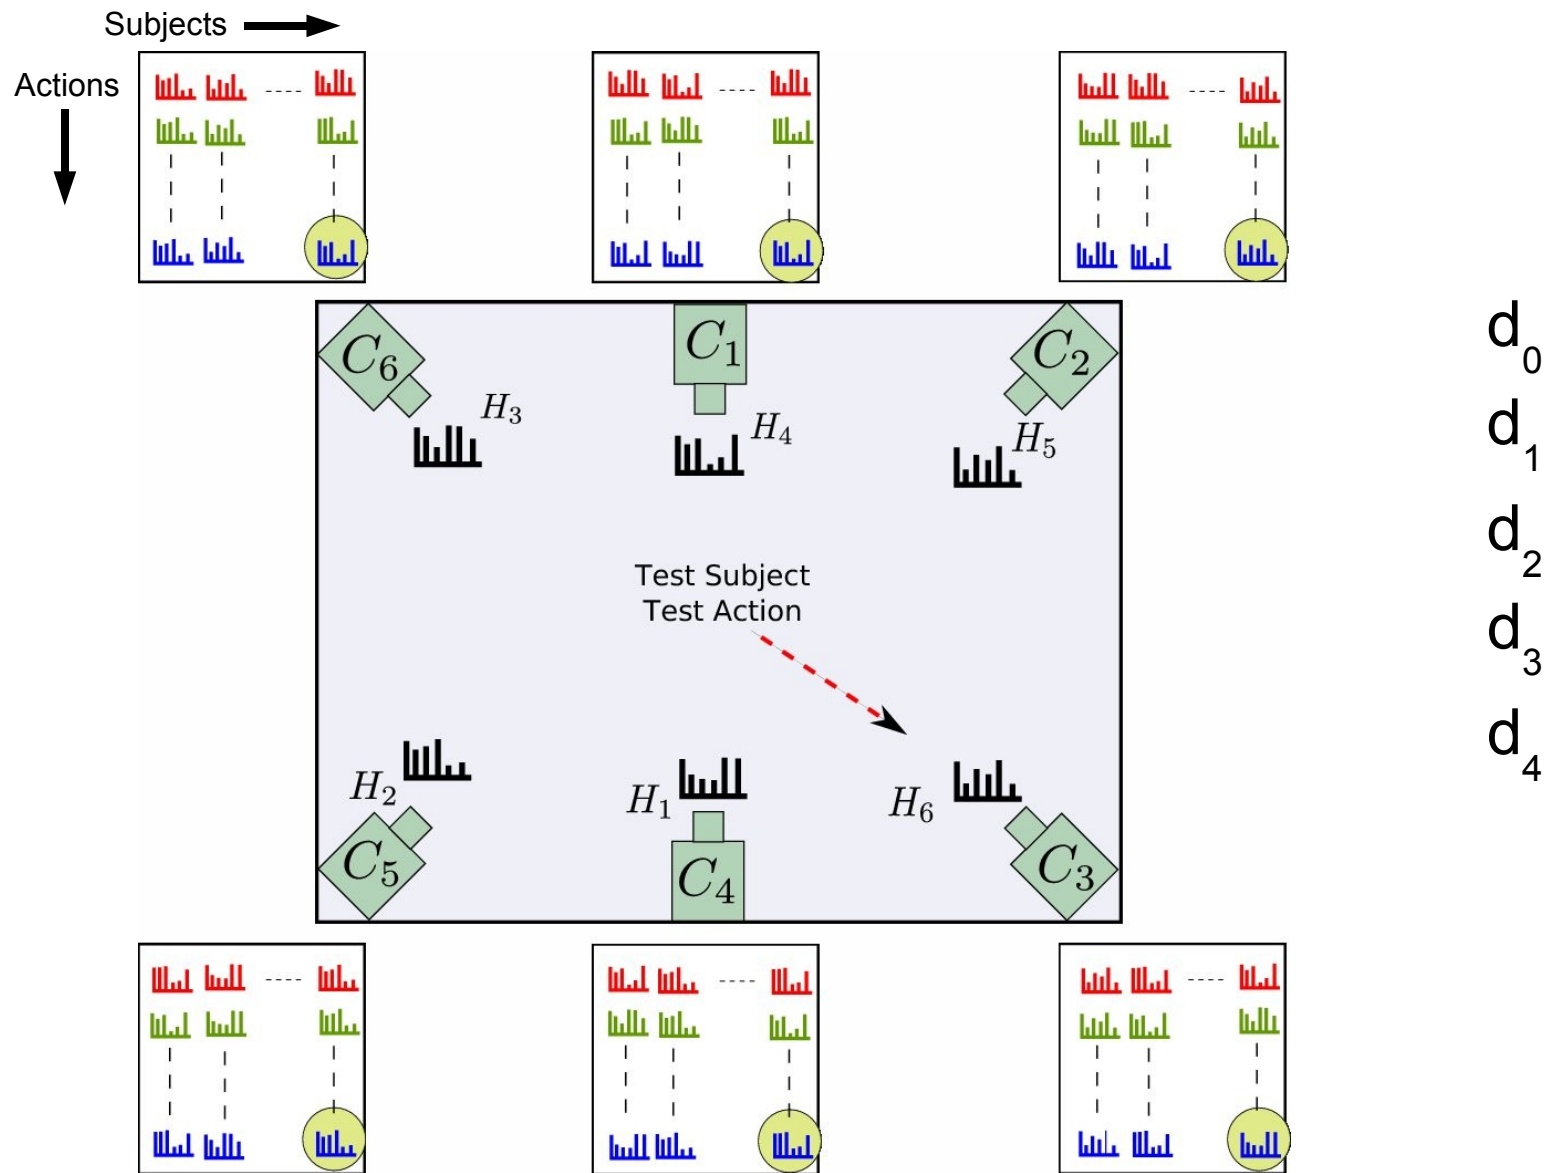 Subjects
Actions
C6
C1
C2
H3
H4
H5
Test Subject
Test Action
H2
H1
H6
C5
C4
C3
d0
d1
d2
d3
d4